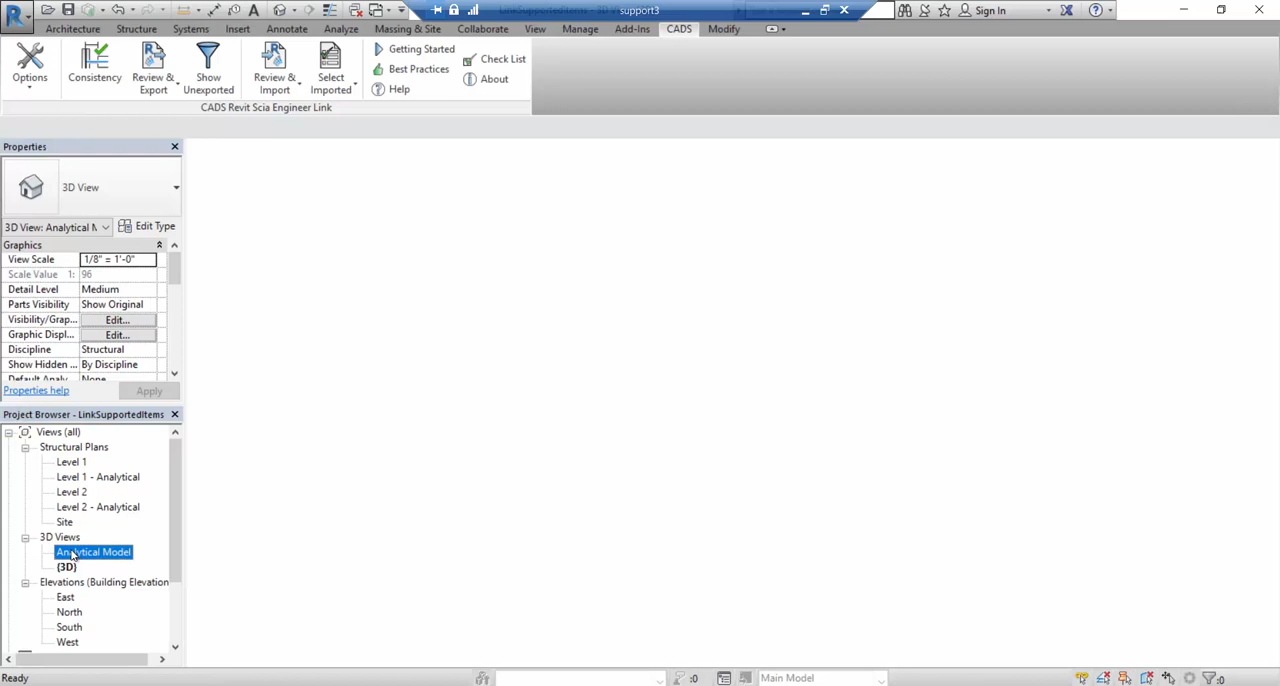 LinkSupportedItems - 3D V
support3
Sign In
Architecture Structure Systems Insert Annotate Analyze Massing & Site Collaborate View Manage Add-Ins CADS Modify
Options
Consistency
Review & Export
Show Unexported
Review & Import
Select Imported
Getting Started
Best Practices
Help
Check List
About
CADS Revit Scia Engineer Link
Properties
3D View
3D View: Analytical M Edit Type
Graphics
View Scale 1/8" = 1'-0"
Scale Value 1: 96
Detail Level Medium
Parts Visibility Show Original
Visibility/Grap... Edit...
Graphic Displ... Edit...
Discipline Structural
Show Hidden ... By Discipline
Default Analy... None
Properties help Apply
Project Browser - LinkSupportedItems
Views (all)
Structural Plans
Level 1
Level 1 - Analytical
Level 2
Level 2 - Analytical
Site
3D Views
Analytical Model
{3D}
Elevations (Building Elevation
East
North
South
West
Ready :0 Main Model :0